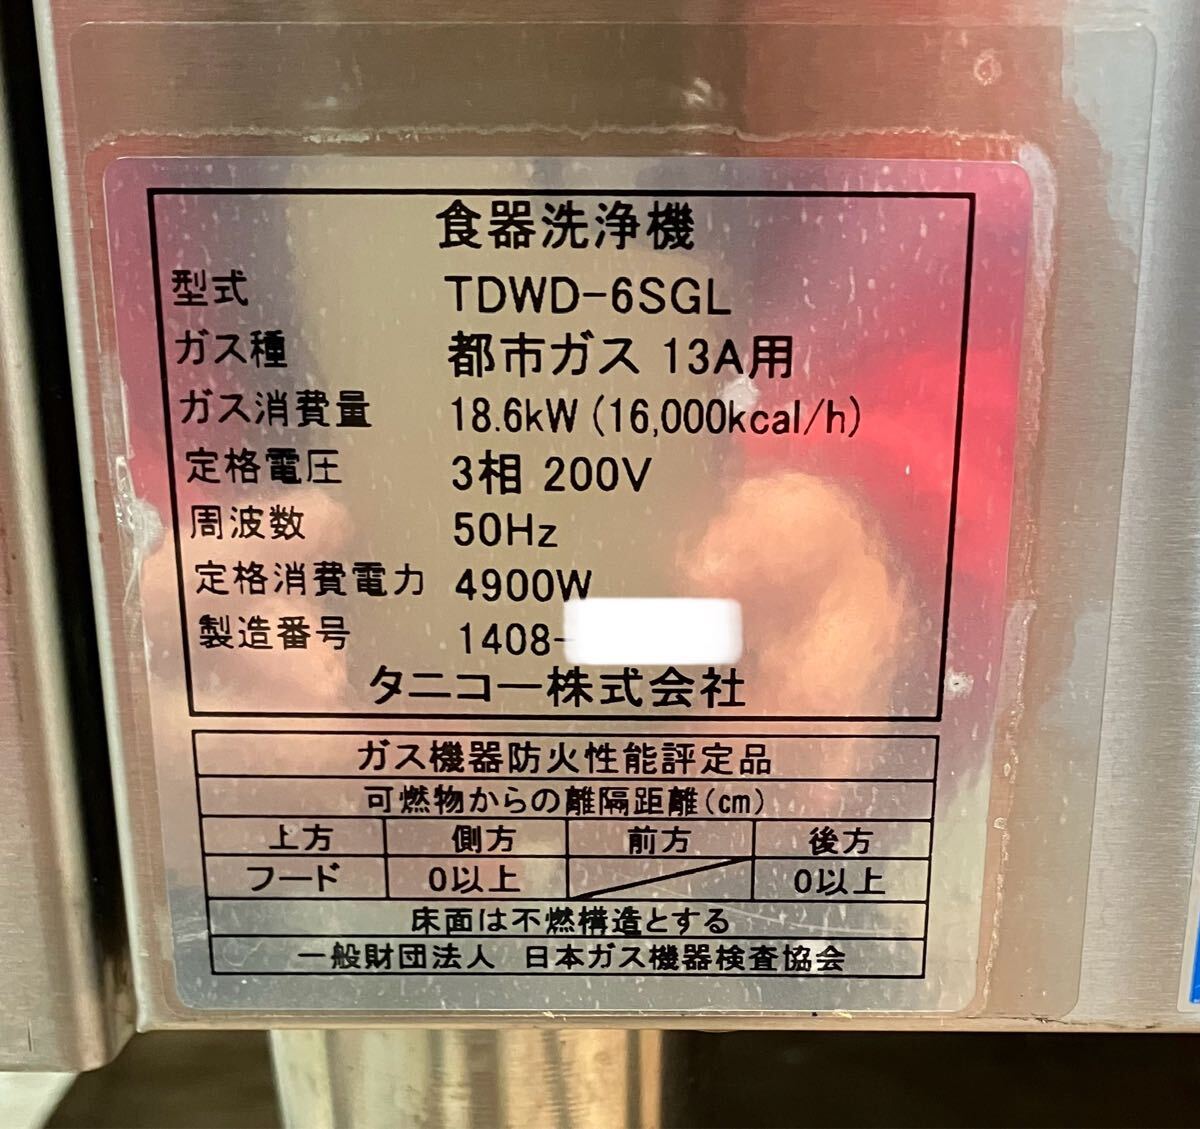 食器洗浄機
型式 TDWD-6SGL
ガス種 都市ガス 13A用
ガス消費量 18.6kW (16,000kcal/h)
定格電圧 3相 200V
周波数 50Hz
定格消費電力 4900W
製造番号 1408-
タニコー株式会社
ガス機器防火性能評定品
可燃物からの離隔距離(cm)
上方 側方 前方 後方
フード 0以上 0以上
床面は不燃構造とする
一般財団法人 日本ガス機器検査協会